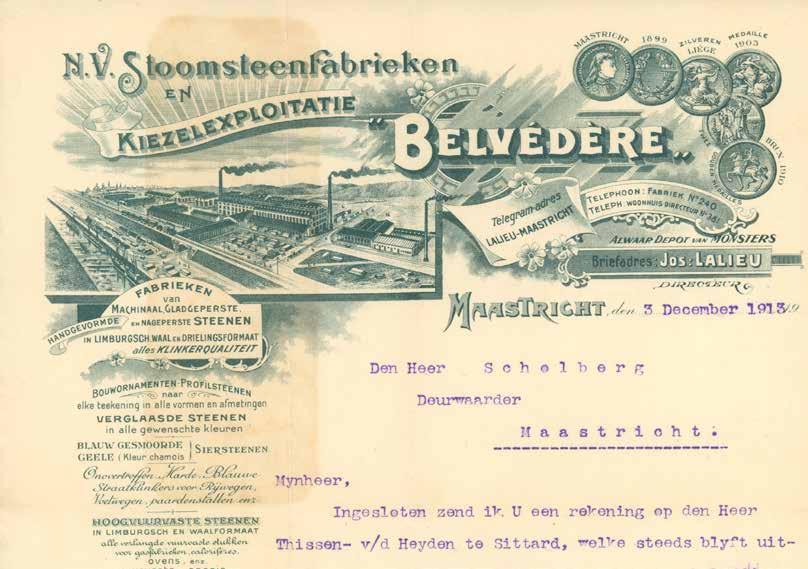 N.V. Stoomsteenfabrieken
EN
KIEZELEXPLOITATIE
"BELVÉDÈRE„
MAASTRICHT 1899 ZILVEREN MEDAILLE
LIÉGE 1905
BRUX. 1910
Telegram-adres
LALIEU-MAASTRICHT
TELEPHOON: FABRIEK Nº 240
TELEPH: WOONHUIS DIRECTEUR Nº 381
ALWAAR DEPOT VAN MONSTERS
Briefadres: JOS: LALIEU
DIRECTEUR
MAASTRICHT, den 3 December 1913 19
FABRIEKEN
van
MACHINAAL, GLADGEPERSTE,
HANDGEVORMDE EN NAGEPERSTE STEENEN
IN LIMBURGSCH, WAAL EN DRIELINGSFORMAAT
alles KLINKERQUALITEIT
BOUWORNAMENTEN-PROFILSTEENEN
naar
elke teekening in alle vormen en afmetingen
VERGLAASDE STEENEN
in alle gewenschte kleuren
BLAUW GESMOORDE
GEELE (Kleur chamois) SIERSTEENEN
Onovertroffen Harde Blauwe
Straatklinkers voor Rijwegen,
Voetwegen, paardenstallen enz
HOOGVUURVASTE STEENEN
IN LIMBURGSCH EN WAALFORMAAT
alle verlangde vuurvaste stukken
voor gasfabrieken, calorifères,
ovens, enz.
Den Heer Schelberg
Deurwaarder
Maastricht.
Mynheer,
Ingesloten zend ik U een rekening op den Heer
Thissen- v/d Heyden te Sittard, welke steeds blyft uit-